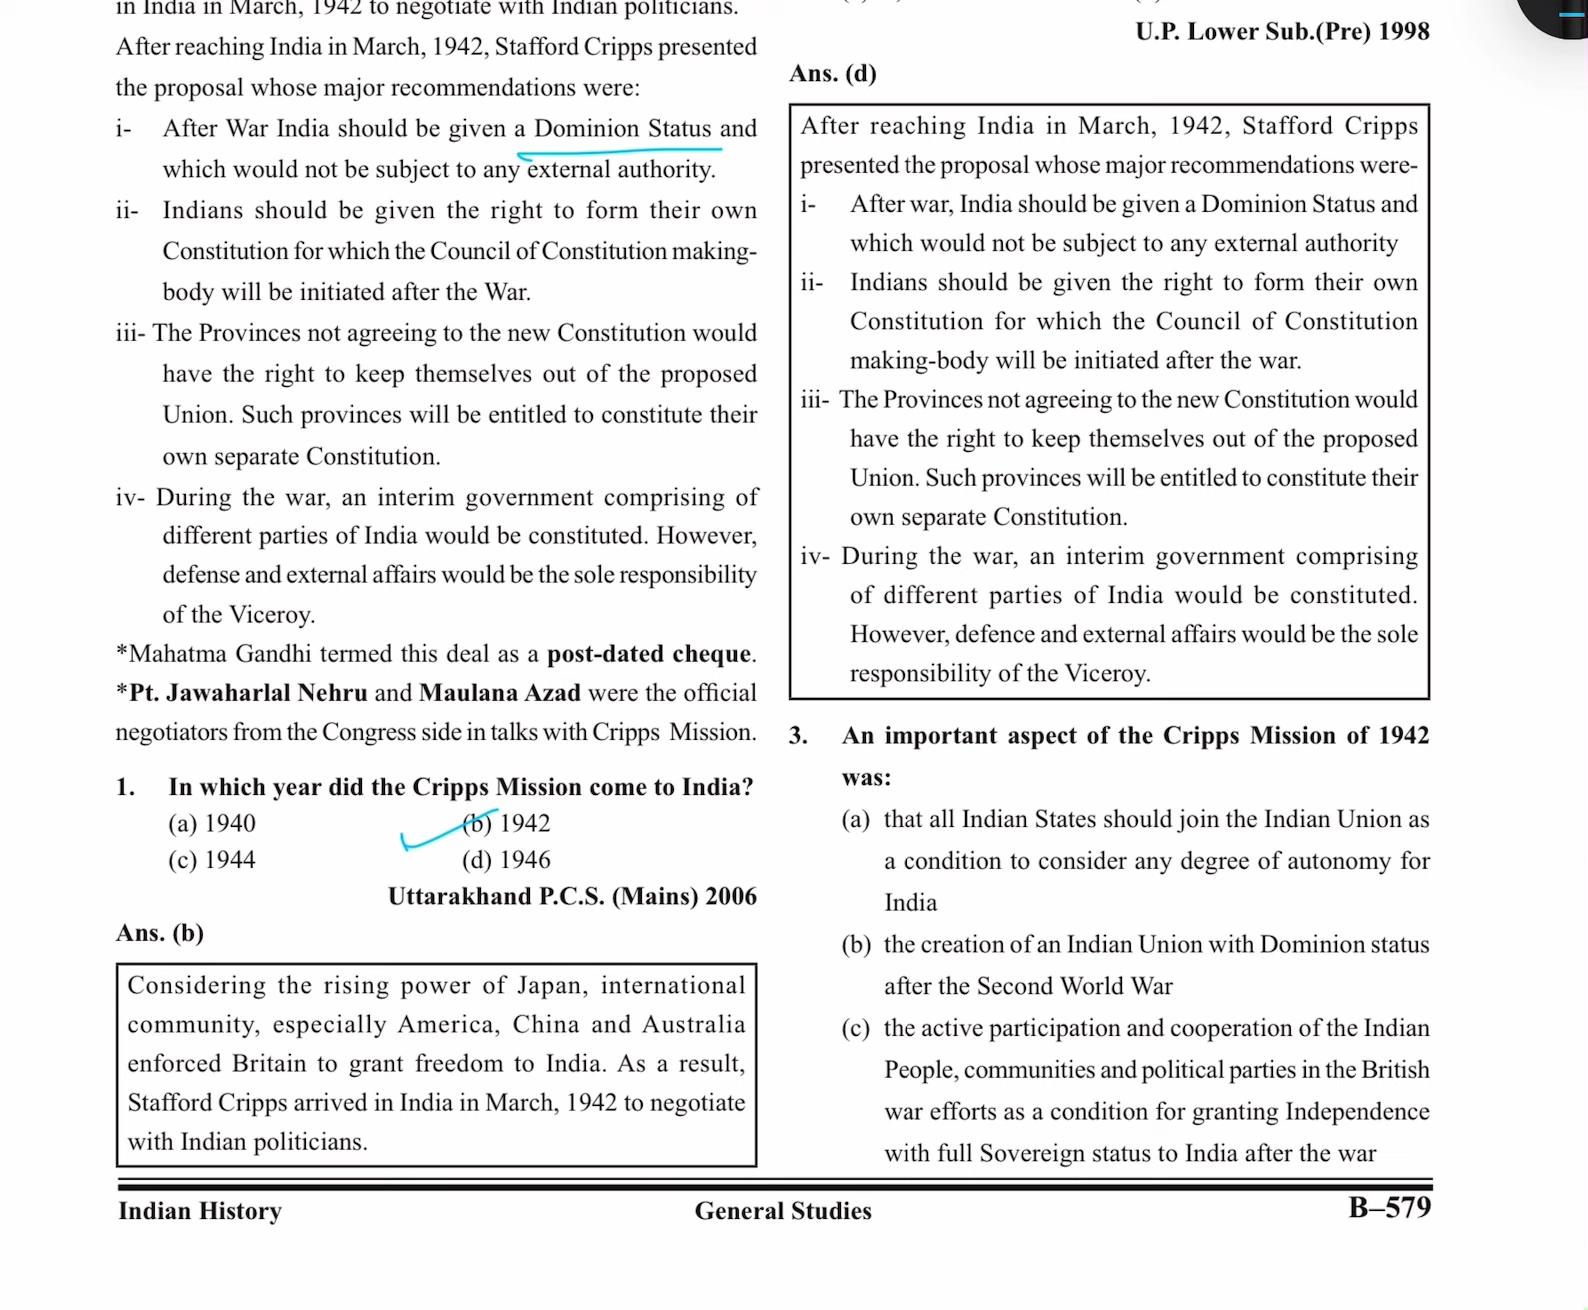 in India in March, 1942 to negotiate with Indian politicians.
After reaching India in March, 1942, Stafford Cripps presented
the proposal whose major recommendations were:
i- After War India should be given a Dominion Status and
which would not be subject to any external authority.
ii- Indians should be given the right to form their own
Constitution for which the Council of Constitution making-
body will be initiated after the War.
iii- The Provinces not agreeing to the new Constitution would
have the right to keep themselves out of the proposed
Union. Such provinces will be entitled to constitute their
own separate Constitution.
iv- During the war, an interim government comprising of
different parties of India would be constituted. However,
defense and external affairs would be the sole responsibility
of the Viceroy.
*Mahatma Gandhi termed this deal as a post-dated cheque.
*Pt. Jawaharlal Nehru and Maulana Azad were the official
negotiators from the Congress side in talks with Cripps Mission.
1. In which year did the Cripps Mission come to India?
(a) 1940 (b) 1942
(c) 1944 (d) 1946
Uttarakhand P.C.S. (Mains) 2006
Ans. (b)
Considering the rising power of Japan, international
community, especially America, China and Australia
enforced Britain to grant freedom to India. As a result,
Stafford Cripps arrived in India in March, 1942 to negotiate
with Indian politicians.
U.P. Lower Sub.(Pre) 1998
Ans. (d)
After reaching India in March, 1942, Stafford Cripps
presented the proposal whose major recommendations were-
i- After war, India should be given a Dominion Status and
which would not be subject to any external authority
ii- Indians should be given the right to form their own
Constitution for which the Council of Constitution
making-body will be initiated after the war.
iii- The Provinces not agreeing to the new Constitution would
have the right to keep themselves out of the proposed
Union. Such provinces will be entitled to constitute their
own separate Constitution.
iv- During the war, an interim government comprising
of different parties of India would be constituted.
However, defence and external affairs would be the sole
responsibility of the Viceroy.
3. An important aspect of the Cripps Mission of 1942
was:
(a) that all Indian States should join the Indian Union as
a condition to consider any degree of autonomy for
India
(b) the creation of an Indian Union with Dominion status
after the Second World War
(c) the active participation and cooperation of the Indian
People, communities and political parties in the British
war efforts as a condition for granting Independence
with full Sovereign status to India after the war
Indian History General Studies B–579